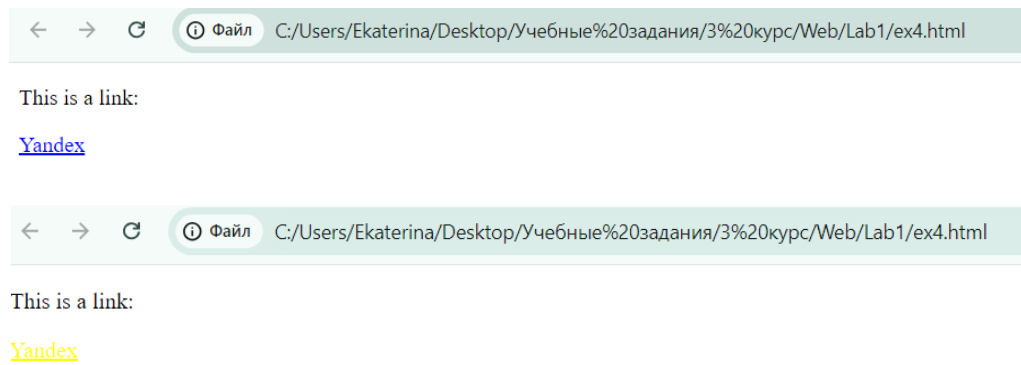 Файл C:/Users/Ekaterina/Desktop/Учебные%20задания/3%20курс/Web/Lab1/ex4.html
This is a link:
Yandex
Файл C:/Users/Ekaterina/Desktop/Учебные%20задания/3%20курс/Web/Lab1/ex4.html
This is a link:
Yandex